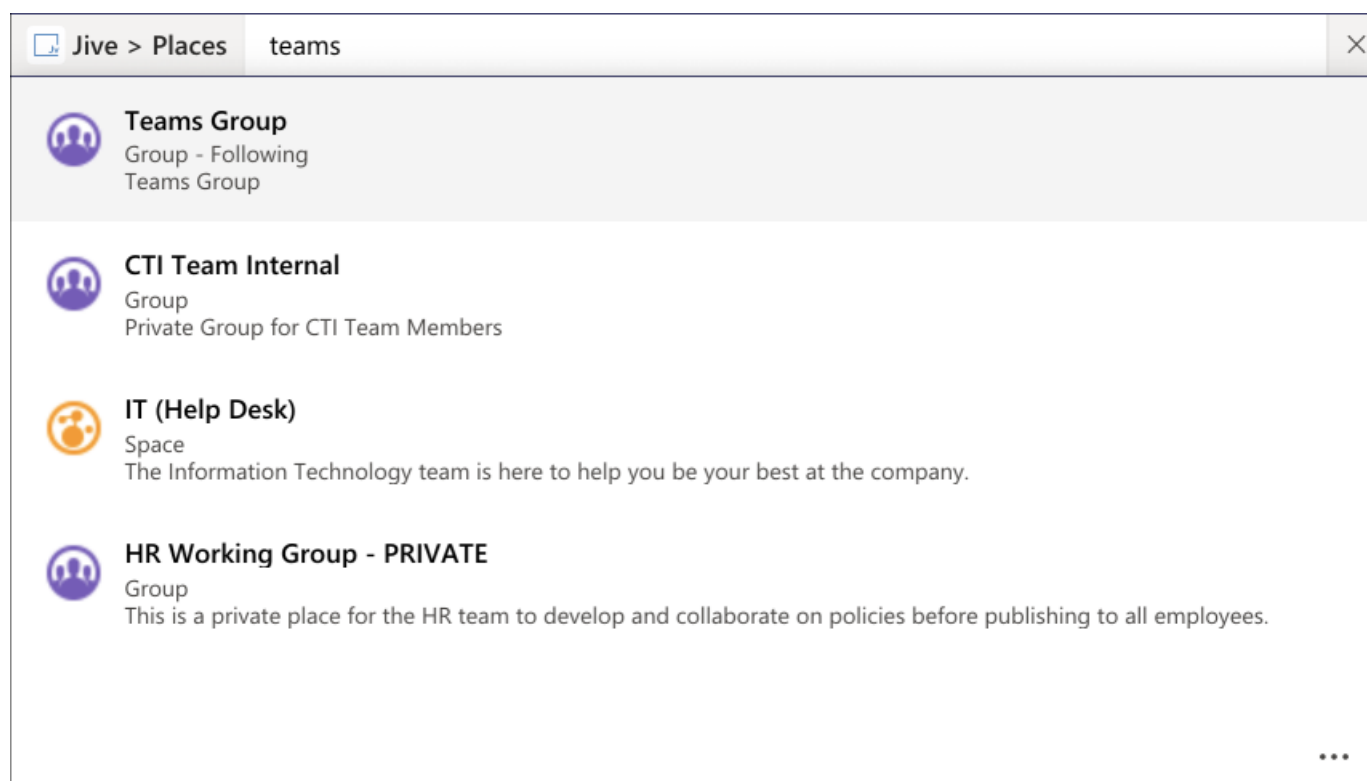 Jive > Places teams
Teams Group
Group - Following
Teams Group
CTI Team Internal
Group
Private Group for CTI Team Members
IT (Help Desk)
Space
The Information Technology team is here to help you be your best at the company.
HR Working Group - PRIVATE
Group
This is a private place for the HR team to develop and collaborate on policies before publishing to all employees.